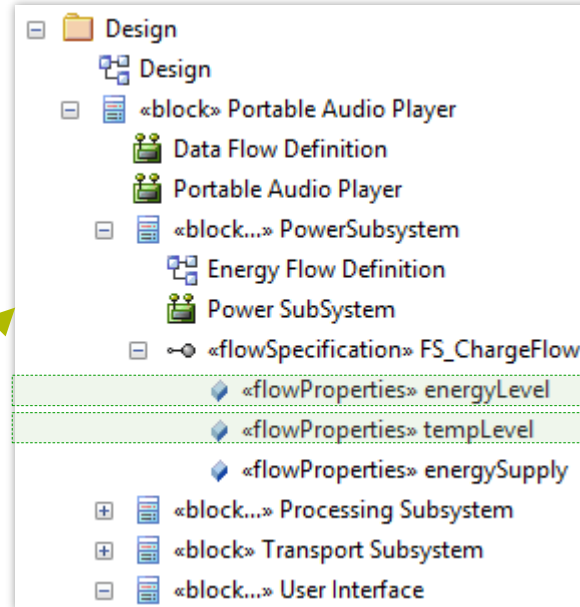 Design
Design
«block» Portable Audio Player
Data Flow Definition
Portable Audio Player
«block...» PowerSubsystem
Energy Flow Definition
Power SubSystem
«flowSpecification» FS_ChargeFlow
«flowProperties» energyLevel
«flowProperties» tempLevel
«flowProperties» energySupply
«block...» Processing Subsystem
«block» Transport Subsystem
«block...» User Interface